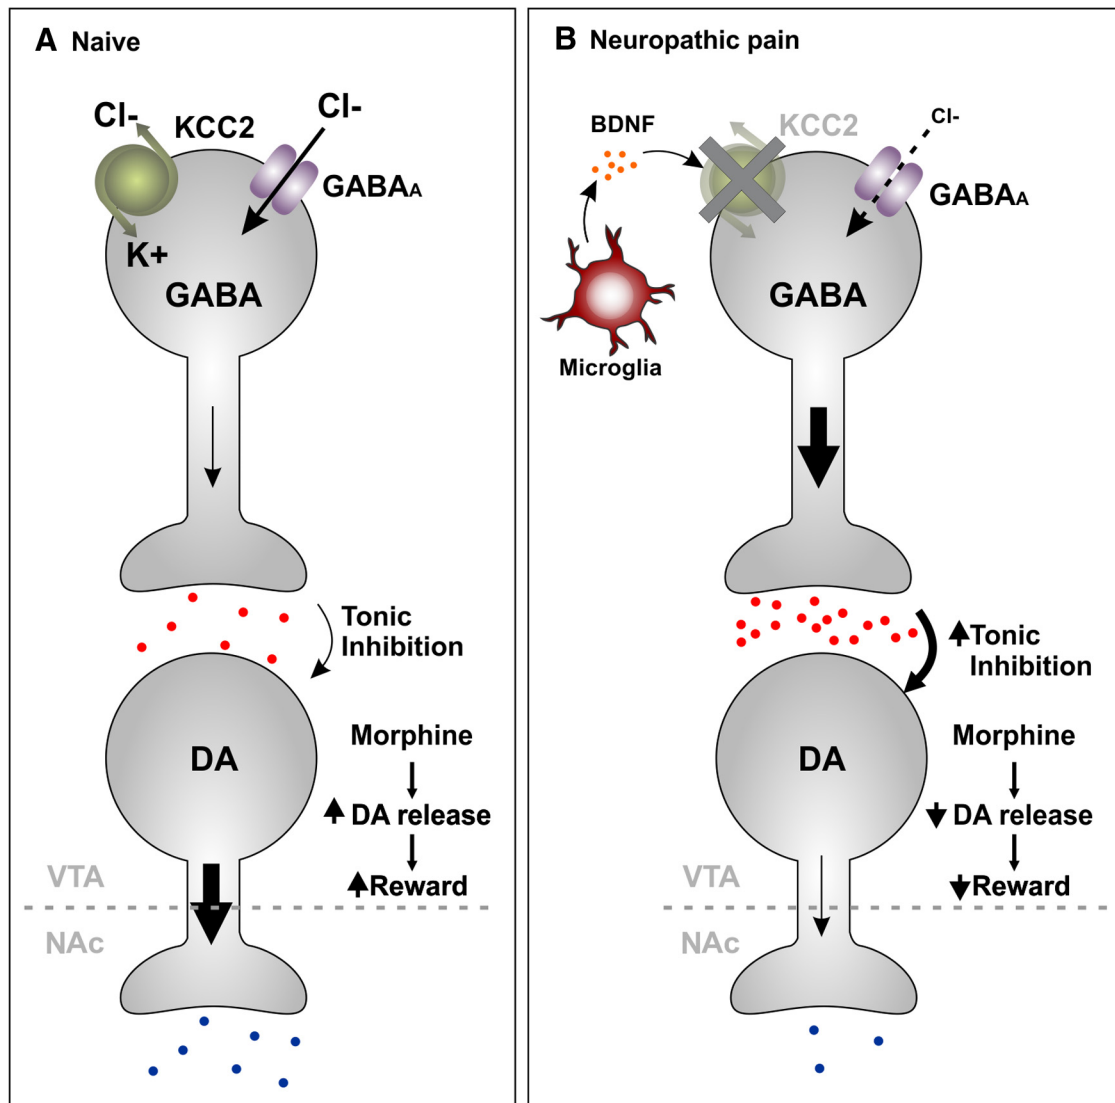 A Naive
Cl-
KCC2
Cl-
GABAA
K+
GABA
Tonic
Inhibition
DA
Morphine
DA release
Reward
VTA
NAc
B Neuropathic pain
BDNF
KCC2
Cl-
GABAA
GABA
Microglia
Tonic
Inhibition
DA
Morphine
DA release
Reward
VTA
NAc